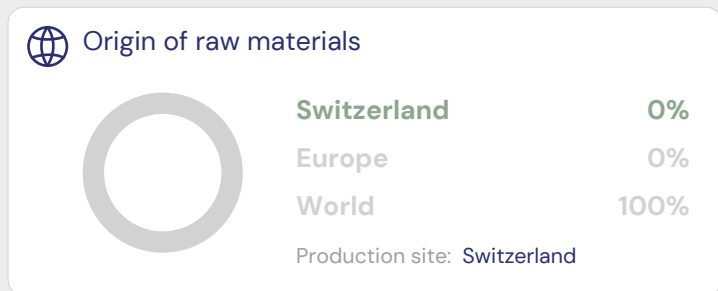 Origin of raw materials
Switzerland 0%
Europe 0%
World 100%
Production site: Switzerland